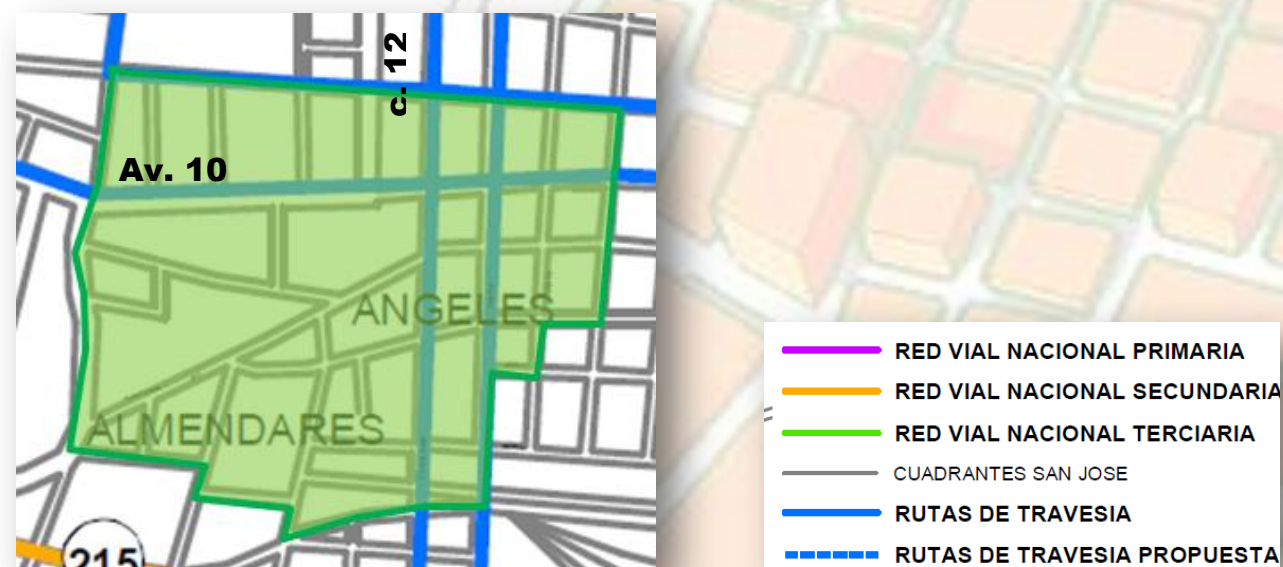 c. 12
Av. 10
ANGELES
ALMENDARES
215
RED VIAL NACIONAL PRIMARIA
RED VIAL NACIONAL SECUNDARIA
RED VIAL NACIONAL TERCIARIA
CUADRANTES SAN JOSE
RUTAS DE TRAVESIA
RUTAS DE TRAVESIA PROPUESTA